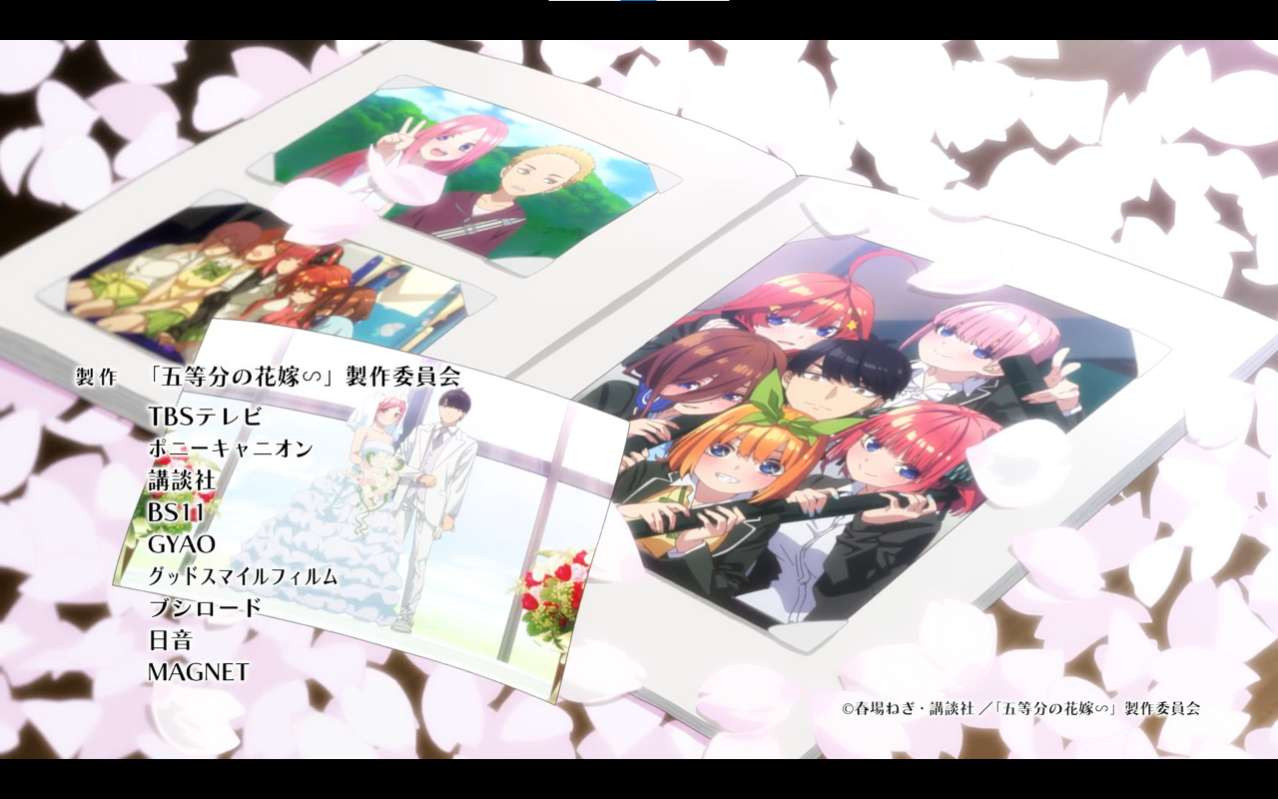 製作 「五等分の花嫁∽」製作委員会
TBSテレビ
ポニーキャニオン
講談社
BS11
GYAO
グッドスマイルフィルム
ブシロード
日音
MAGNET
©春場ねぎ・講談社／「五等分の花嫁∽」製作委員会